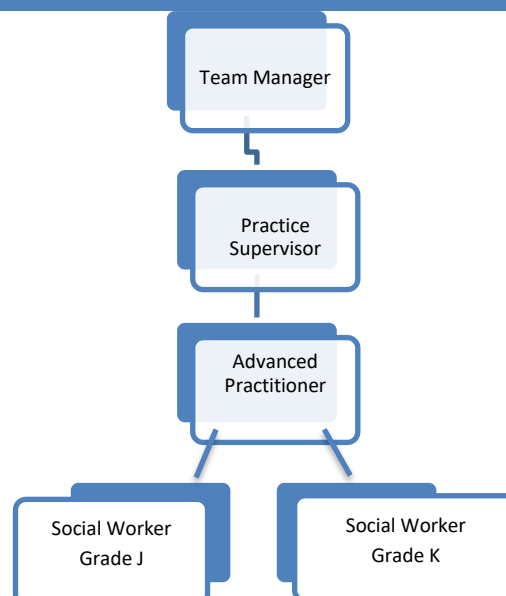 Team Manager
Practice
Supervisor
Advanced
Practitioner
Social Worker
Grade J
Social Worker
Grade K